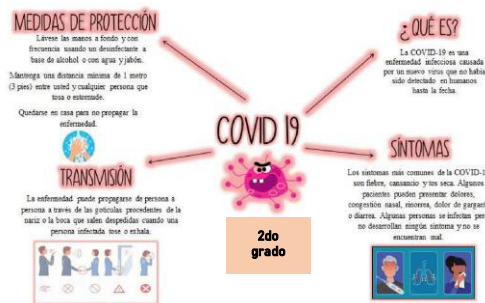 MEDIDAS DE PROTECCIÓN
Lávese las manos a fondo y con
frecuencia usando un desinfectante a
base de alcohol o con agua y jabón.
Mantenga una distancia mínima de 1 metro
(3 pies) entre usted y cualquier persona que
tosa o estornude.
Quedarse en casa para no propagar la
enfermedad.
¿QUÉ ES?
La COVID-19 es una
enfermedad infecciosa causada
por un nuevo virus que no había
sido detectado en humanos
hasta la fecha.
COVID 19
2do
grado
TRANSMISIÓN
La enfermedad puede propagarse de persona a
persona a través de las gotículas procedentes de la
nariz o la boca que salen despedidas cuando una
persona infectada tose o exhala.
SÍNTOMAS
Los síntomas más comunes de la COVID-1
son fiebre, cansancio y tos seca. Algunos
pacientes pueden presentar dolores,
congestión nasal, rinorrea, dolor de gargant
o diarrea. Algunas personas se infectan per
no desarrollan ningún síntoma y no se
encuentran mal.